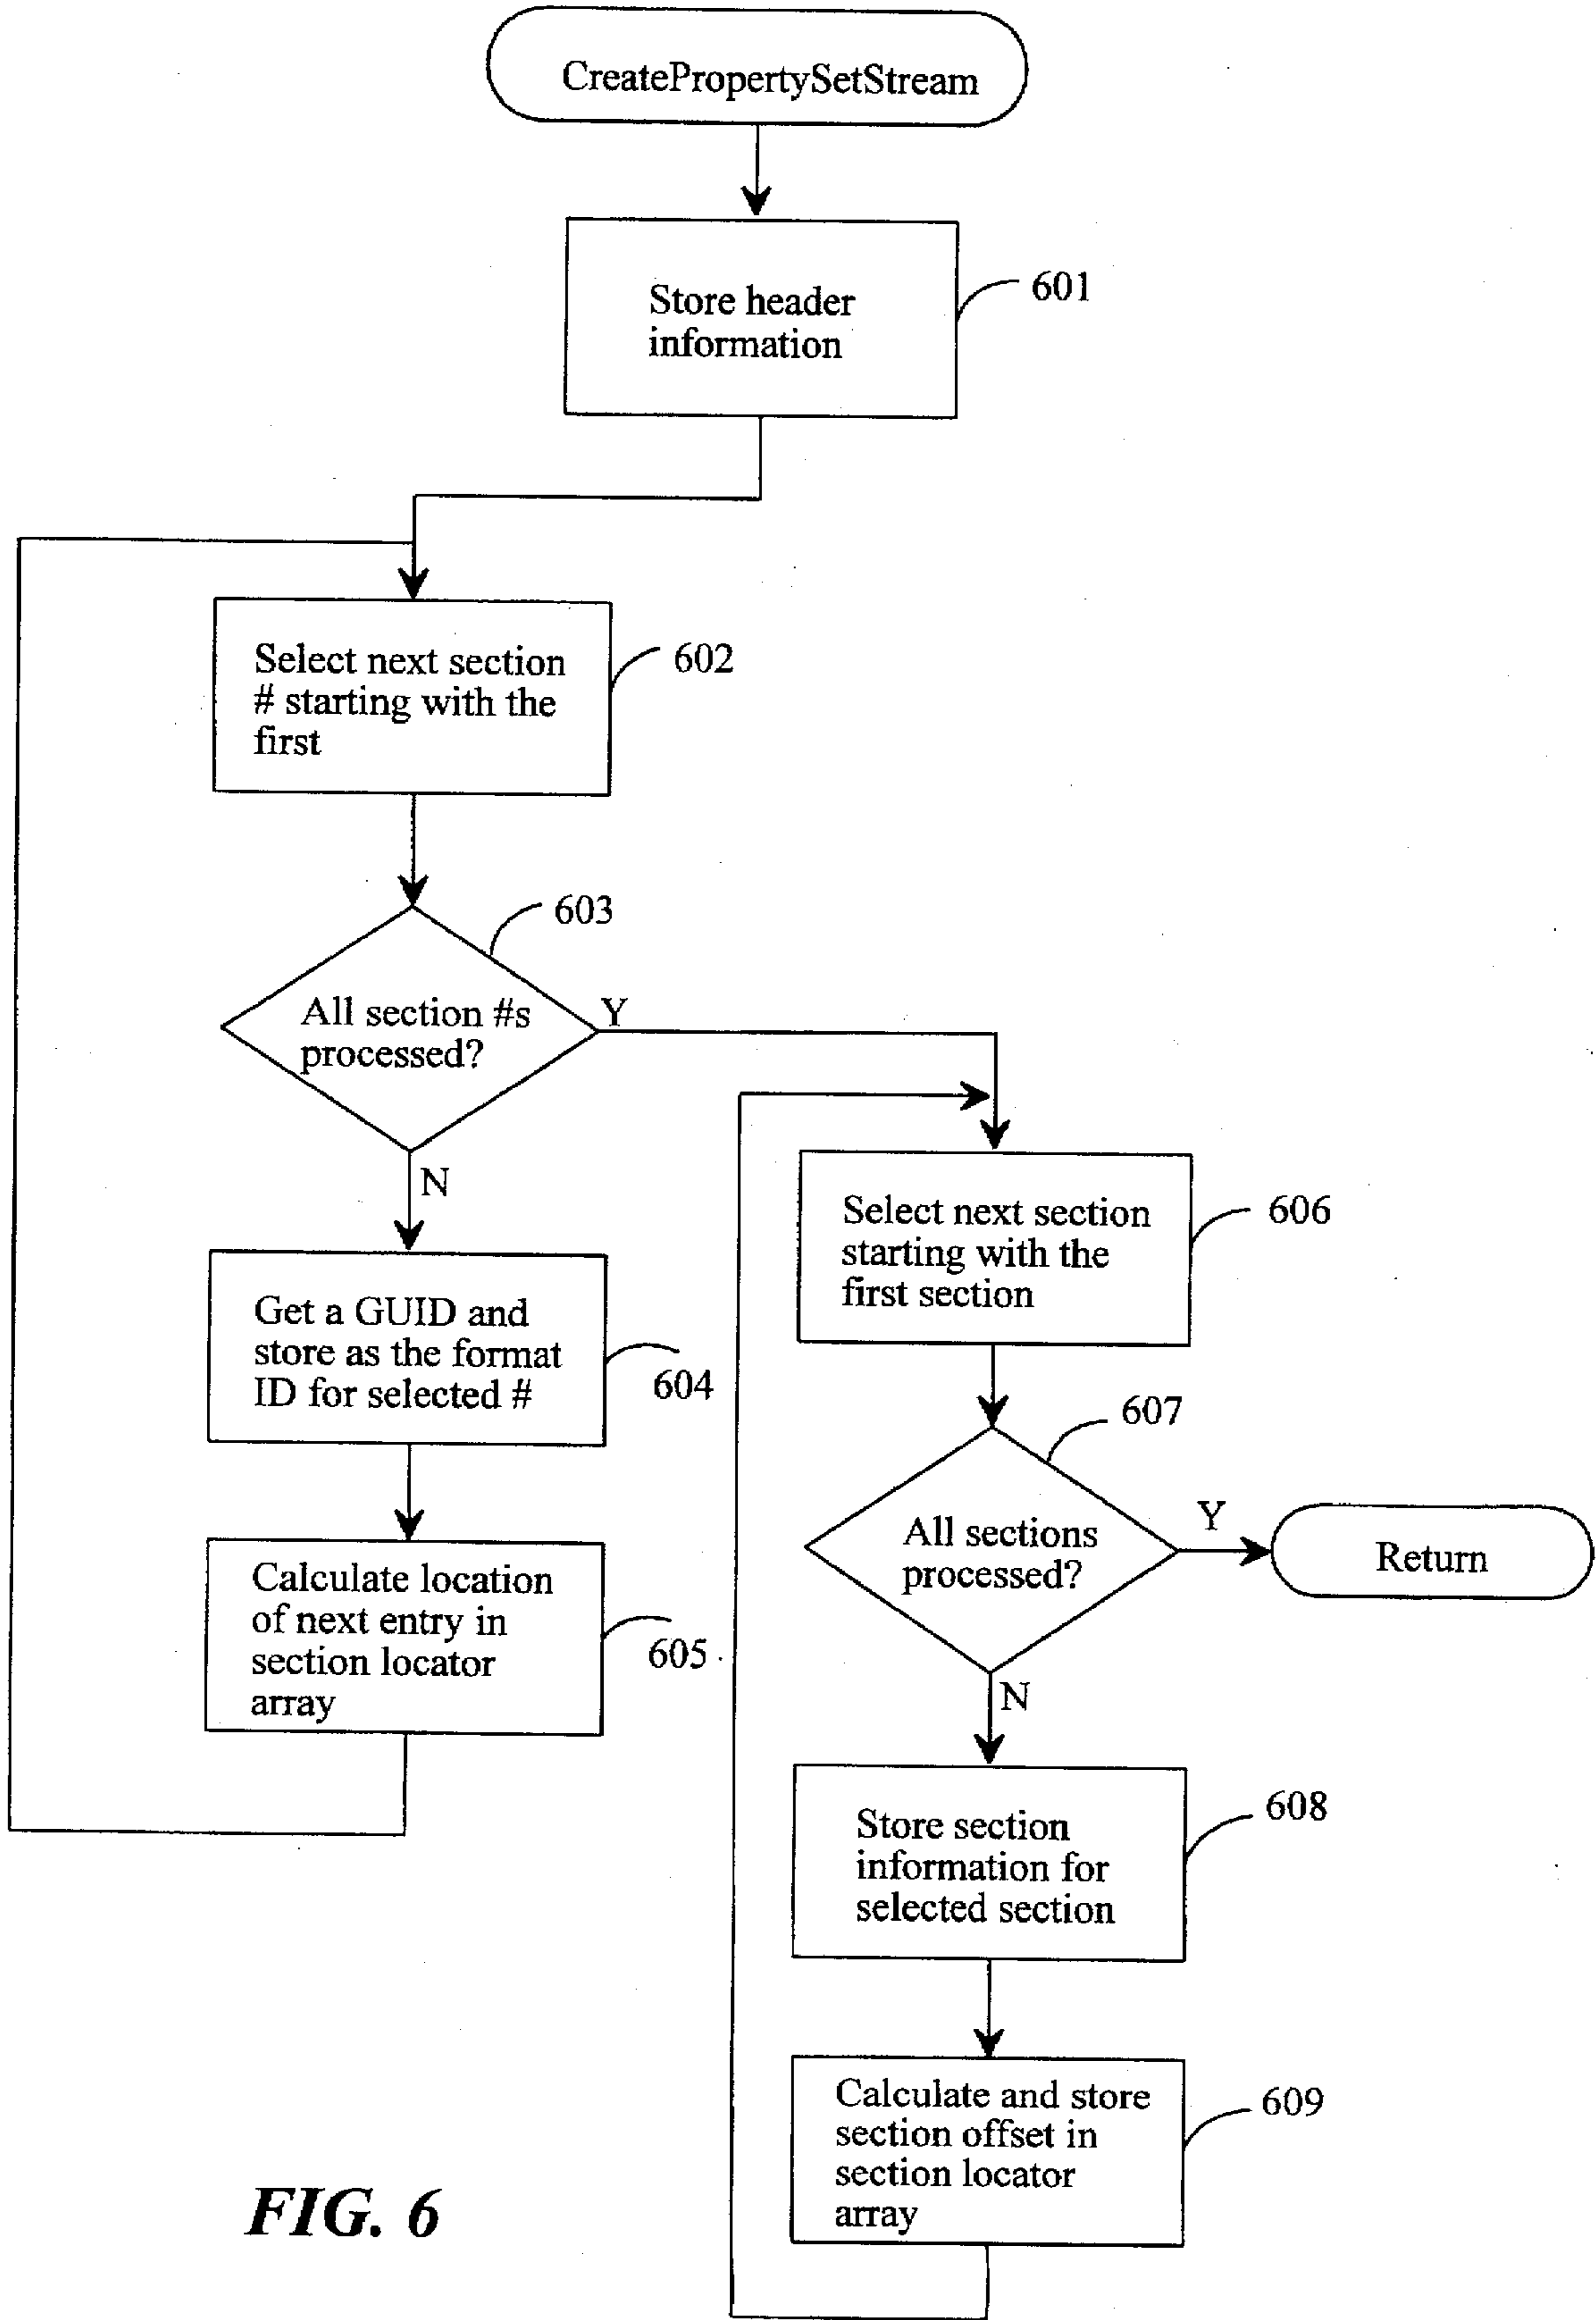 CreatePropertySetStream
Store header
information
601
Select next section
# starting with the
first
602
603
All section #s
processed?
Y
N
Get a GUID and
store as the format
ID for selected #
604
Calculate location
of next entry in
section locator
array
605
Select next section
starting with the
first section
606
607
All sections
processed?
Y
Return
N
Store section
information for
selected section
608
Calculate and store
section offset in
section locator
array
609
FIG. 6